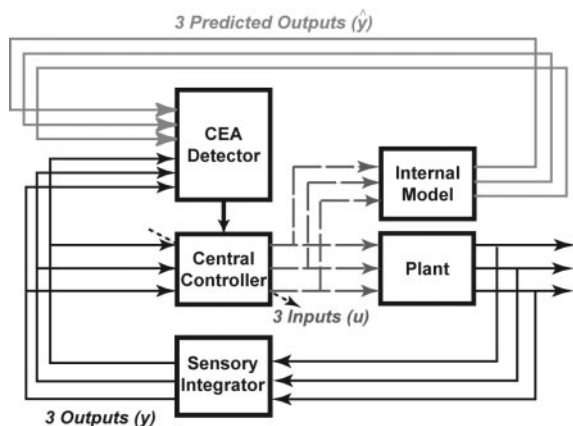 3 Predicted Outputs (ŷ)
CEA
Detector
Internal
Model
Central
Controller
Plant
3 Inputs (u)
Sensory
Integrator
3 Outputs (y)